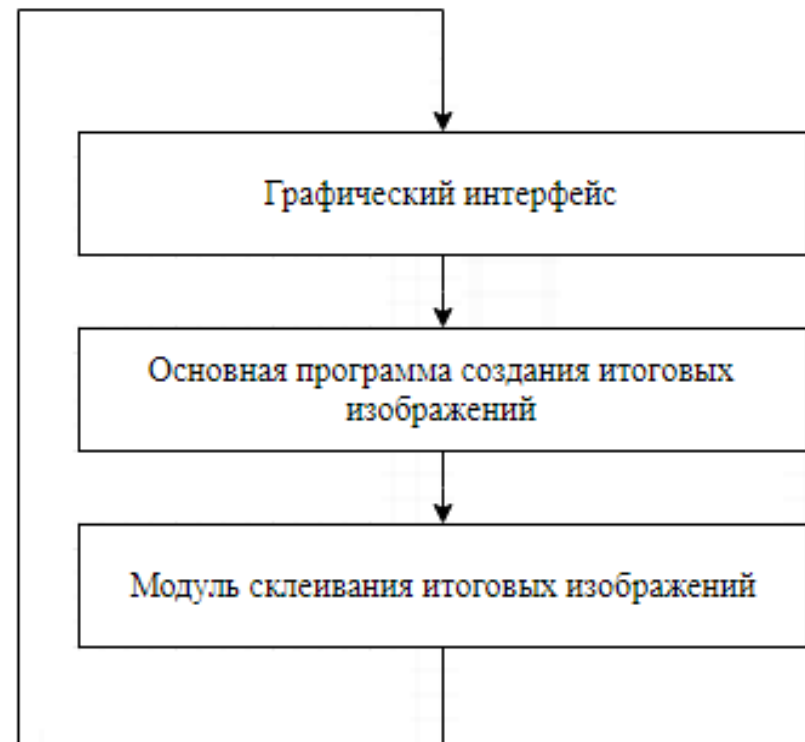 Графический интерфейс
Основная программа создания итоговых
изображений
Модуль склеивания итоговых изображений